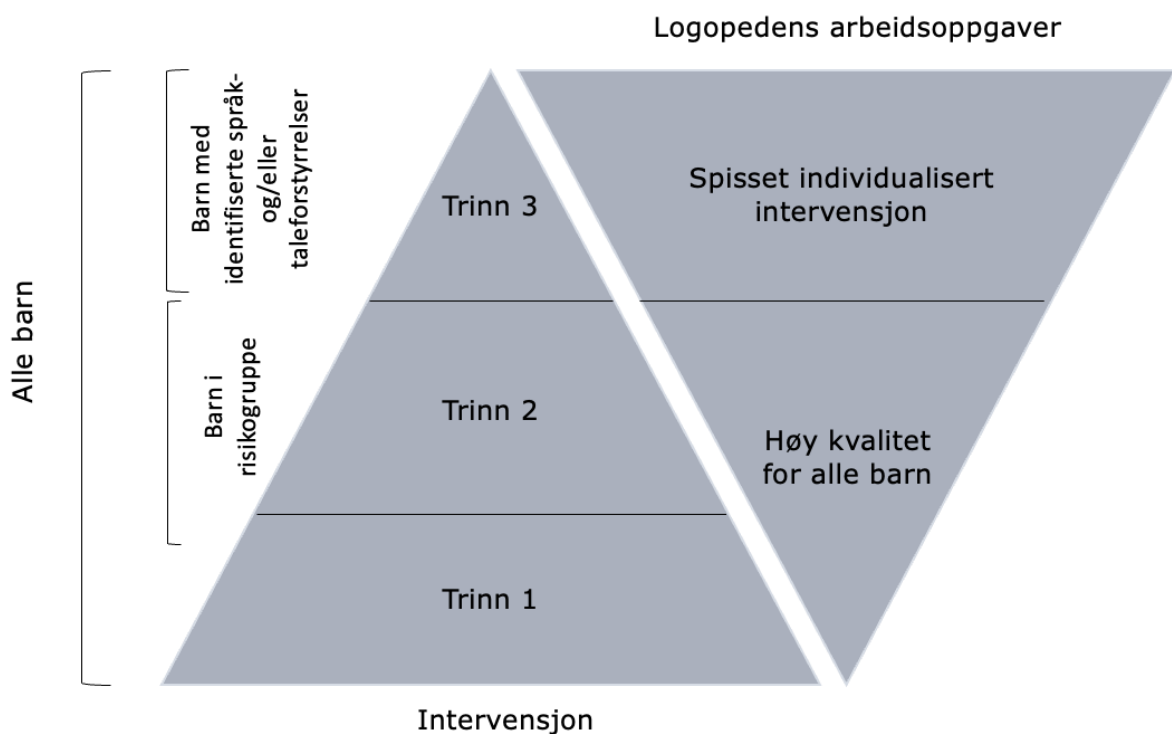 Logopedens arbeidsoppgaver
Alle barn
Barn med
identifiserte språk-
og/eller
taleforstyrrelser
Barn i
risikogruppe
Trinn 3
Trinn 2
Trinn 1
Spisset individualisert
intervensjon
Høy kvalitet
for alle barn
Intervensjon